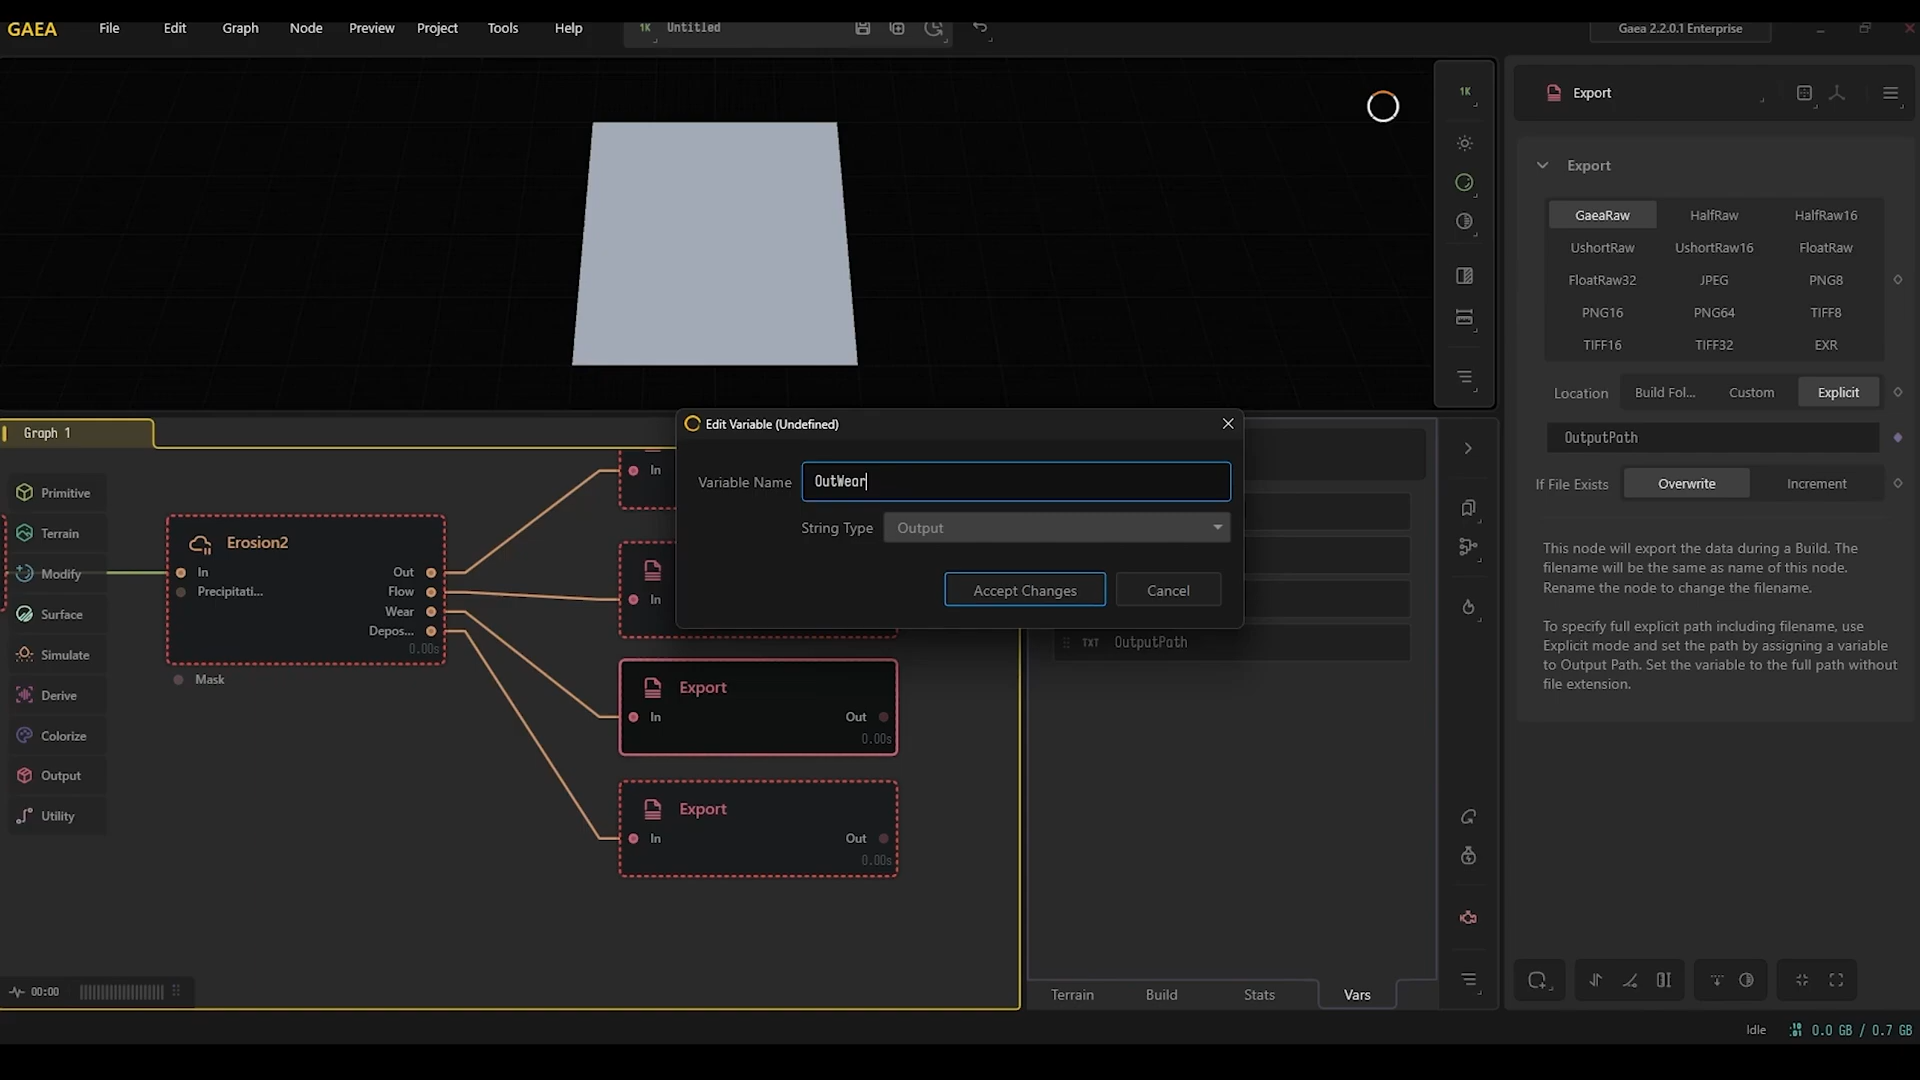 GAEA
File
Edit
Graph
Node
Preview
Project
Tools
Help
1K
Untitled
Gaea 2.2.0.1 Enterprise
1K
Export
Export
GaeaRaw
HalfRaw
HalfRaw16
UshortRaw
UshortRaw16
FloatRaw
FloatRaw32
JPEG
PNG8
PNG16
PNG64
TIFF8
TIFF16
TIFF32
EXR
Location
Build Fol...
Custom
Explicit
OutputPath
If File Exists
Overwrite
Increment
This node will export the data during a Build. The
filename will be the same as name of this node.
Rename the node to change the filename.
To specify full explicit path including filename, use
Explicit mode and set the path by assigning a variable
to Output Path. Set the variable to the full path without
file extension.
Graph 1
Primitive
Terrain
Modify
Surface
Simulate
Derive
Colorize
Output
Utility
Erosion2
In
Precipitati...
Out
Flow
Wear
Depos...
0.00s
Mask
In
In
Export
In
Out
0.00s
Export
In
Out
0.00s
Edit Variable (Undefined)
Variable Name
OutWear
String Type
Output
Accept Changes
Cancel
TXT
OutputPath
00:00
Terrain
Build
Stats
Vars
Idle
0.0 GB / 0.7 GB